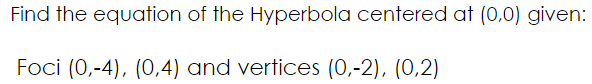 Find the equation of the Hyperbola centered at (0,0) given:
Foci (0,-4), (0,4) and vertices (0,-2), (0,2)